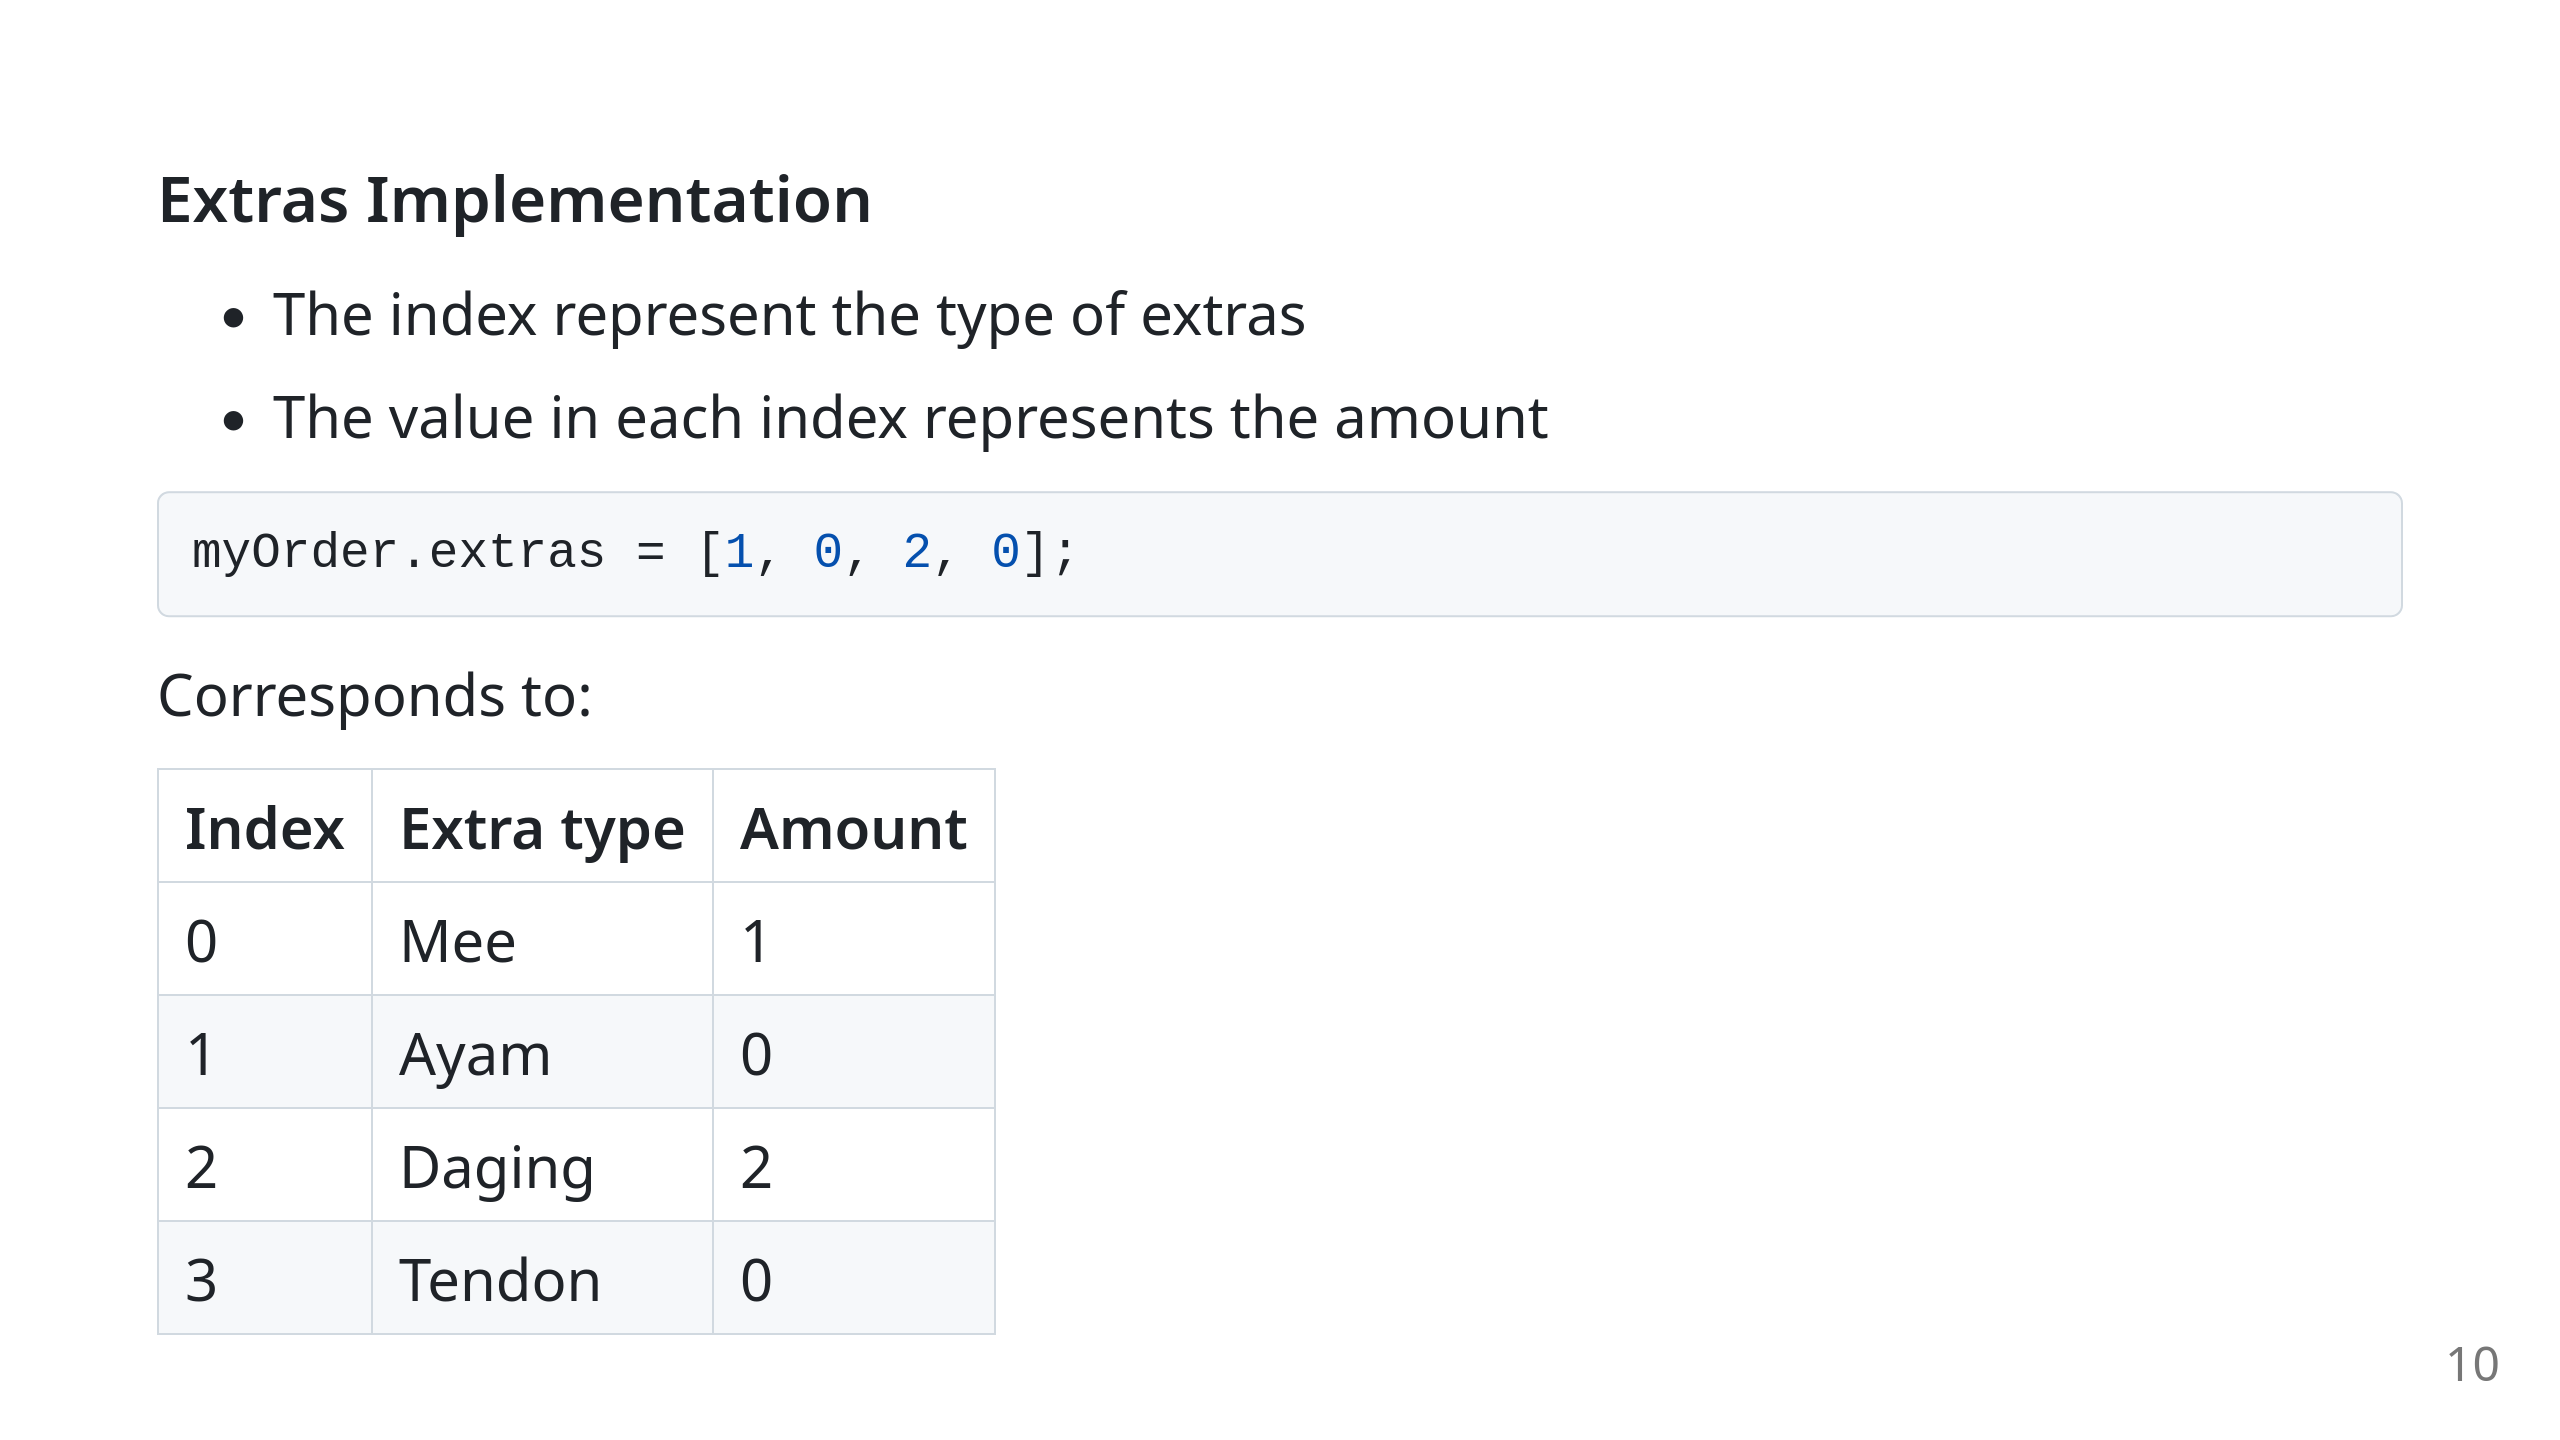 Extras Implementation
The index represent the type of extras
The value in each index represents the amount
myOrder.extras = [1, 0, 2, 0];
Corresponds to:
Index Extra type Amount
0 Mee 1
1 Ayam 0
2 Daging 2
3 Tendon 0
10